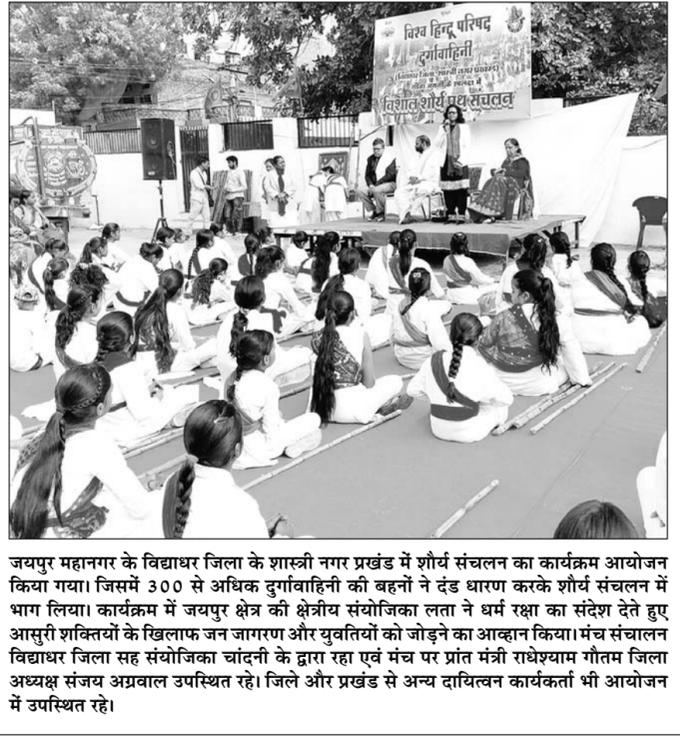 विश्व हिन्दू परिषद
दुर्गावाहिनी
विशाल शौर्य पथ संचलन
जयपुर महानगर के विद्याधर जिला के शास्त्री नगर प्रखंड में शौर्य संचलन का कार्यक्रम आयोजन
किया गया। जिसमें 300 से अधिक दुर्गावाहिनी की बहनों ने दंड धारण करके शौर्य संचलन में
भाग लिया। कार्यक्रम में जयपुर क्षेत्र की क्षेत्रीय संयोजिका लता ने धर्म रक्षा का संदेश देते हुए
आसुरी शक्तियों के खिलाफ जन जागरण और युवतियों को जोड़ने का आव्हान किया। मंच संचालन
विद्याधर जिला सह संयोजिका चांदनी के द्वारा रहा एवं मंच पर प्रांत मंत्री राधेश्याम गौतम जिला
अध्यक्ष संजय अग्रवाल उपस्थित रहे। जिले और प्रखंड से अन्य दायित्वन कार्यकर्ता भी आयोजन
में उपस्थित रहे।